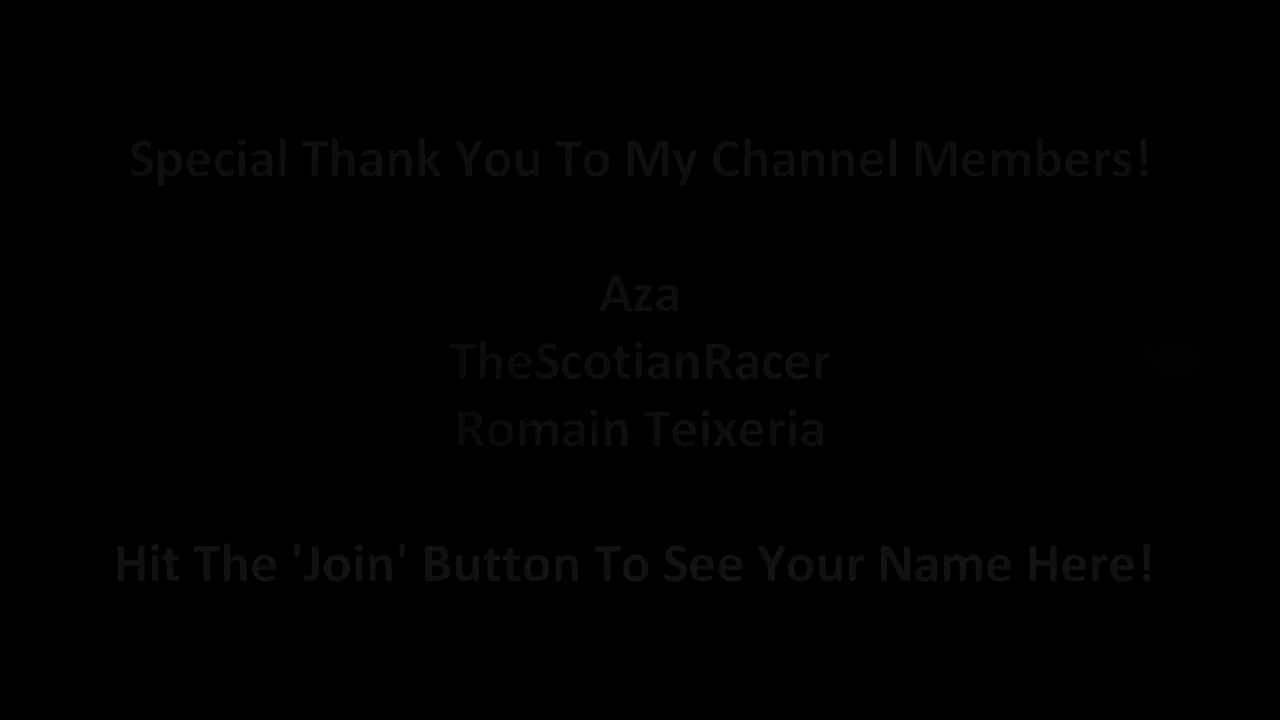 Special Thank You To My Channel Members!
Aza
TheScotianRacer
Romain Teixeria
Hit The 'Join' Button To See Your Name Here!